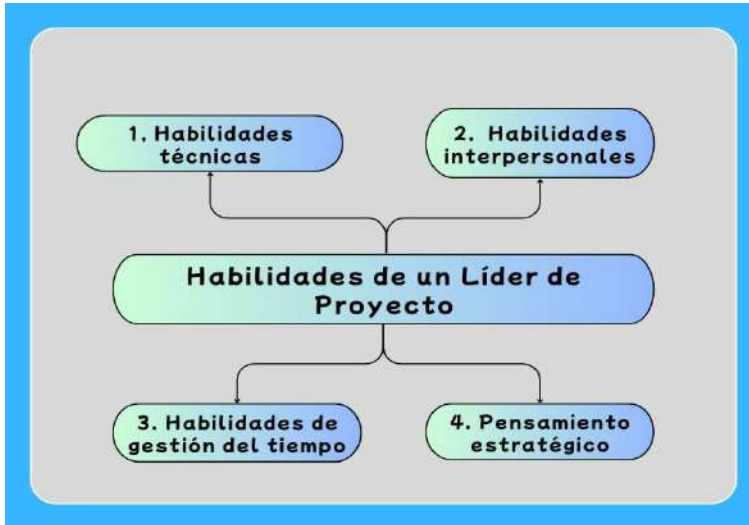 1. Habilidades
técnicas
2. Habilidades
interpersonales
Habilidades de un Líder de
Proyecto
3. Habilidades de
gestión del tiempo
4. Pensamiento
estratégico